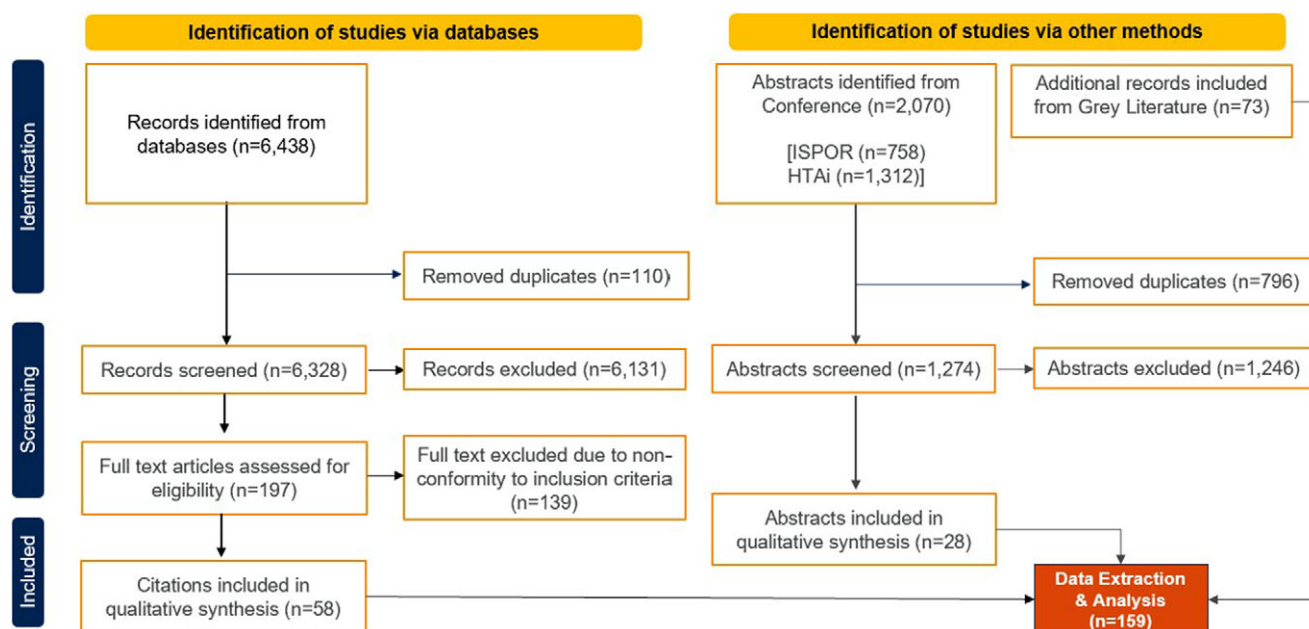 Identification of studies via databases
Identification of studies via other methods
Identification
Records identified from
databases (n=6,438)
Abstracts identified from
Conference (n=2,070)
[ISPOR (n=758)
HTAi (n=1,312)]
Additional records included
from Grey Literature (n=73)
Removed duplicates (n=110)
Removed duplicates (n=796)
Screening
Records screened (n=6,328)
Records excluded (n=6,131)
Abstracts screened (n=1,274)
Abstracts excluded (n=1,246)
Full text articles assessed for
eligibility (n=197)
Full text excluded due to non-
conformity to inclusion criteria
(n=139)
Included
Abstracts included in
qualitative synthesis (n=28)
Citations included in
qualitative synthesis (n=58)
Data Extraction
& Analysis
(n=159)